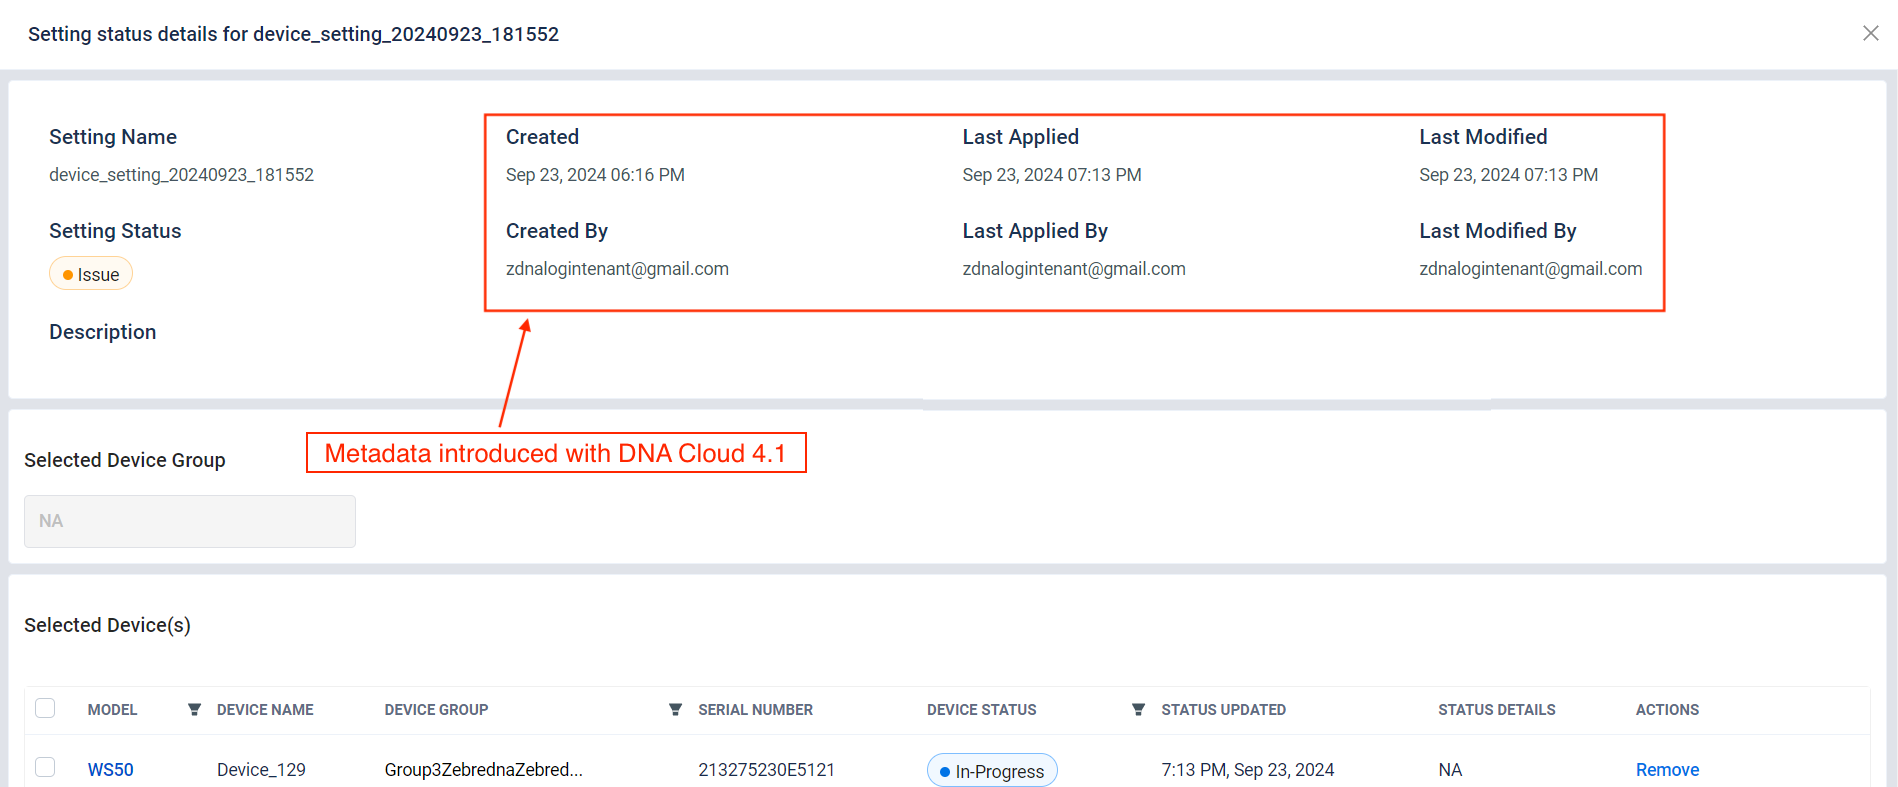 Setting status details for device_setting_20240923_181552
Setting Name
Created
Last Applied
Last Modified
device_setting_20240923_181552
Sep 23, 2024 06:16 PM
Sep 23, 2024 07:13 PM
Sep 23, 2024 07:13 PM
Setting Status
Created By
Last Applied By
Last Modified By
Issue
zdnalogintenant@gmail.com
zdnalogintenant@gmail.com
zdnalogintenant@gmail.com
Description
Metadata introduced with DNA Cloud 4.1
Selected Device Group
NA
Selected Device(s)
MODEL DEVICE NAME DEVICE GROUP SERIAL NUMBER DEVICE STATUS STATUS UPDATED STATUS DETAILS ACTIONS
WS50 Device_129 Group3ZebrednaZebred... 213275230E5121 In-Progress 7:13 PM, Sep 23, 2024 NA Remove